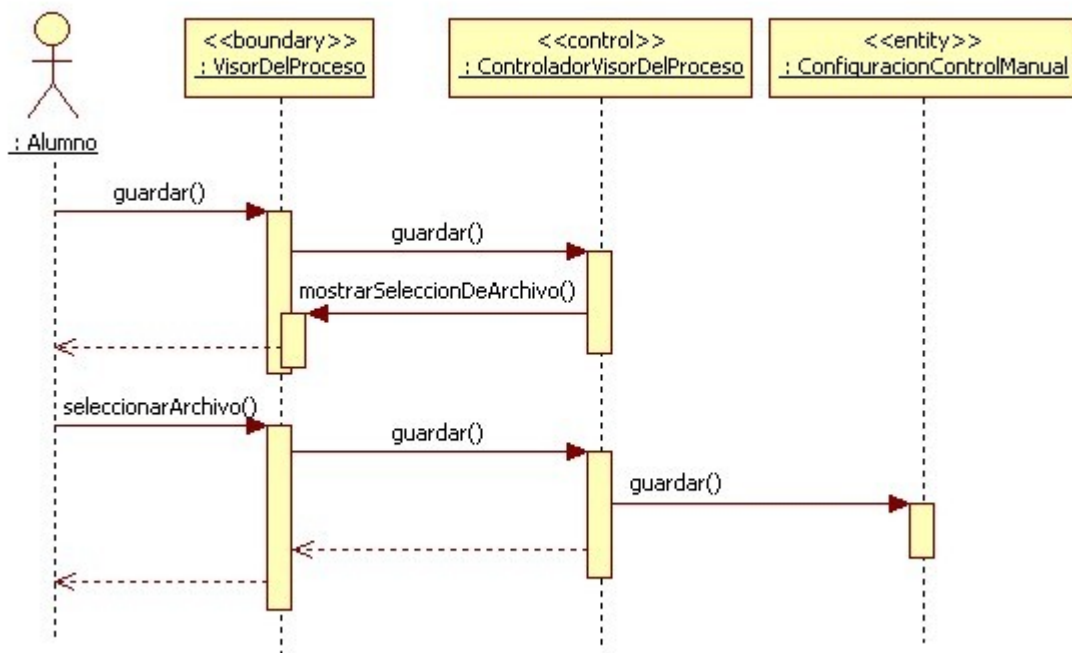 <<boundary>>
: VisorDelProceso
<<control>>
: ControladorVisorDelProceso
<<entity>>
: ConfiguracionControlManual
: Alumno
guardar()
guardar()
mostrarSeleccionDeArchivo()
seleccionarArchivo()
guardar()
guardar()